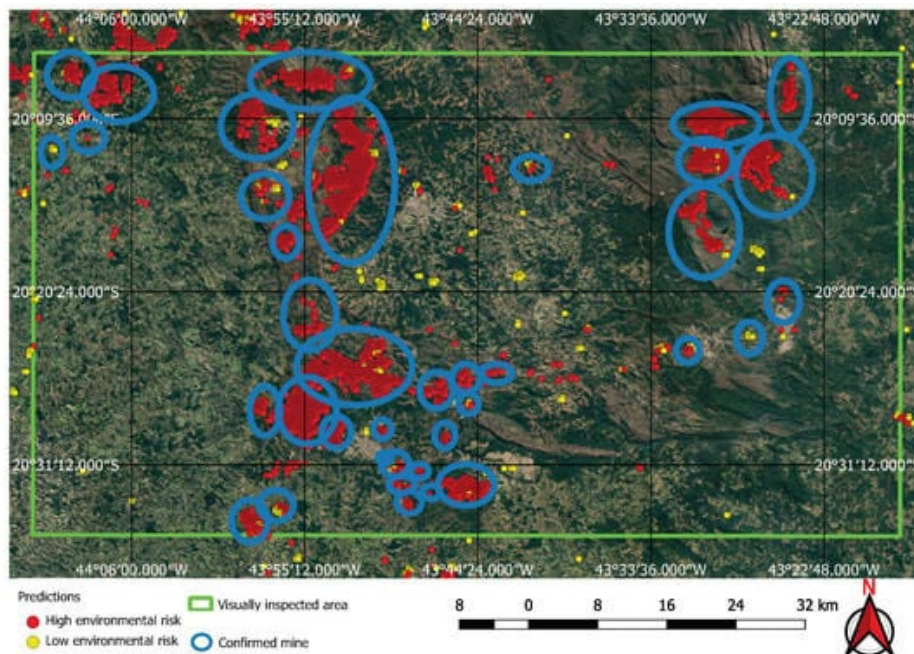 44°06'00.000"W 43°55'12.000"W 43°44'24.000"W 43°33'36.000"W 43°22'48.000"W
20°09'36.000"S 20°09'36.000"S
20°20'24.000"S 20°20'24.000"S
20°31'12.000"S 20°31'12.000"S
44°06'00.000"W 43°55'12.000"W 43°44'24.000"W 43°33'36.000"W 43°22'48.000"W
Predictions
High environmental risk
Low environmental risk
Visually inspected area
Confirmed mine
8 0 8 16 24 32 km
N